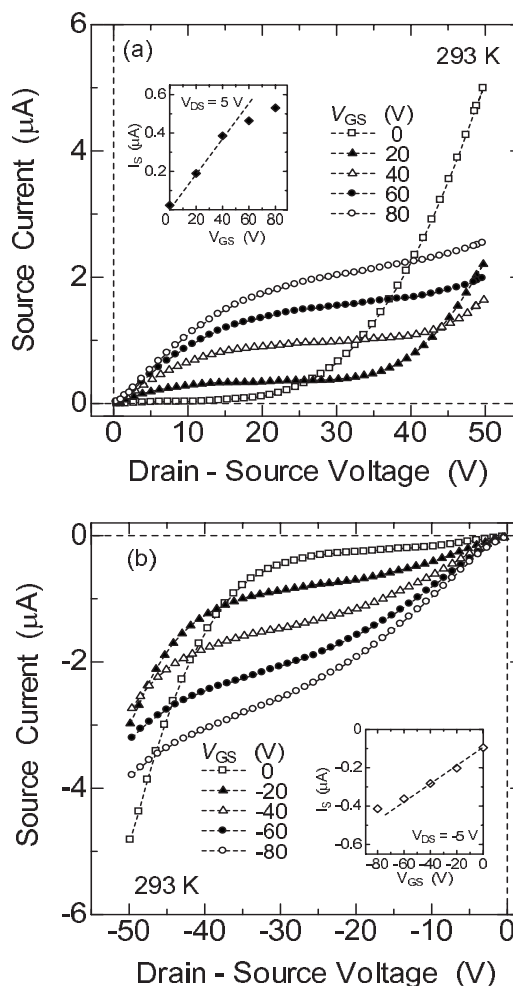 (a)
293 K
6
4
2
0
Source Current (μA)
0.6
0.4
0.2
I_S (μA)
V_DS = 5 V
0 20 40 60 80
V_GS (V)
V_GS (V)
0
20
40
60
80
0 10 20 30 40 50
Drain - Source Voltage (V)
(b)
0
-2
-4
-6
Source Current (μA)
V_GS (V)
0
-20
-40
-60
-80
293 K
0
-0.2
-0.4
-0.6
I_S (μA)
V_DS = -5 V
-80 -60 -40 -20 0
V_GS (V)
-50 -40 -30 -20 -10 0
Drain - Source Voltage (V)